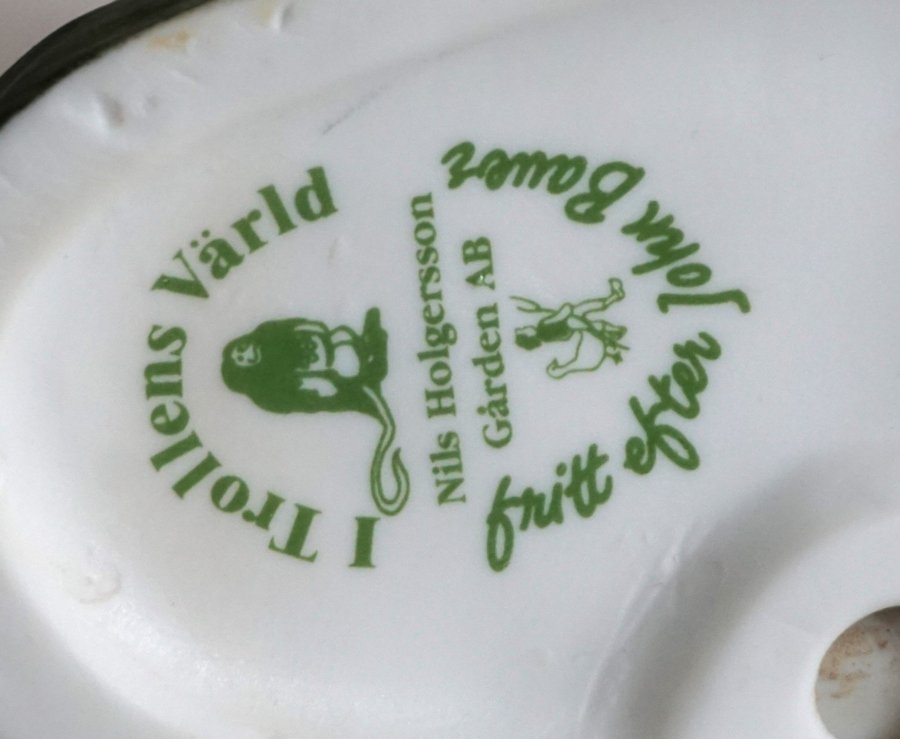 I Trollens Värld
Nils Holgersson
Gården AB
fritt efter John Bauer